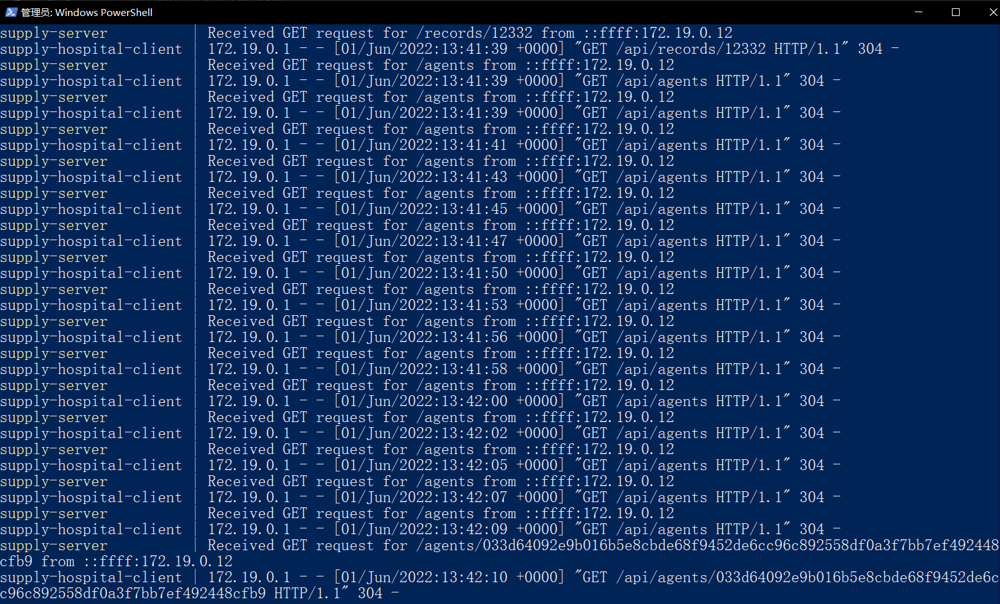 管理员: Windows PowerShell
supply-server | Received GET request for /records/12332 from ::ffff:172.19.0.12
supply-hospital-client | 172.19.0.1 - - [01/Jun/2022:13:41:39 +0000] "GET /api/records/12332 HTTP/1.1" 304 -
supply-server | Received GET request for /agents from ::ffff:172.19.0.12
supply-hospital-client | 172.19.0.1 - - [01/Jun/2022:13:41:39 +0000] "GET /api/agents HTTP/1.1" 304 -
supply-server | Received GET request for /agents from ::ffff:172.19.0.12
supply-hospital-client | 172.19.0.1 - - [01/Jun/2022:13:41:39 +0000] "GET /api/agents HTTP/1.1" 304 -
supply-server | Received GET request for /agents from ::ffff:172.19.0.12
supply-hospital-client | 172.19.0.1 - - [01/Jun/2022:13:41:41 +0000] "GET /api/agents HTTP/1.1" 304 -
supply-server | Received GET request for /agents from ::ffff:172.19.0.12
supply-hospital-client | 172.19.0.1 - - [01/Jun/2022:13:41:43 +0000] "GET /api/agents HTTP/1.1" 304 -
supply-server | Received GET request for /agents from ::ffff:172.19.0.12
supply-hospital-client | 172.19.0.1 - - [01/Jun/2022:13:41:45 +0000] "GET /api/agents HTTP/1.1" 304 -
supply-server | Received GET request for /agents from ::ffff:172.19.0.12
supply-hospital-client | 172.19.0.1 - - [01/Jun/2022:13:41:47 +0000] "GET /api/agents HTTP/1.1" 304 -
supply-server | Received GET request for /agents from ::ffff:172.19.0.12
supply-hospital-client | 172.19.0.1 - - [01/Jun/2022:13:41:50 +0000] "GET /api/agents HTTP/1.1" 304 -
supply-server | Received GET request for /agents from ::ffff:172.19.0.12
supply-hospital-client | 172.19.0.1 - - [01/Jun/2022:13:41:53 +0000] "GET /api/agents HTTP/1.1" 304 -
supply-server | Received GET request for /agents from ::ffff:172.19.0.12
supply-hospital-client | 172.19.0.1 - - [01/Jun/2022:13:41:56 +0000] "GET /api/agents HTTP/1.1" 304 -
supply-server | Received GET request for /agents from ::ffff:172.19.0.12
supply-hospital-client | 172.19.0.1 - - [01/Jun/2022:13:41:58 +0000] "GET /api/agents HTTP/1.1" 304 -
supply-server | Received GET request for /agents from ::ffff:172.19.0.12
supply-hospital-client | 172.19.0.1 - - [01/Jun/2022:13:42:00 +0000] "GET /api/agents HTTP/1.1" 304 -
supply-server | Received GET request for /agents from ::ffff:172.19.0.12
supply-hospital-client | 172.19.0.1 - - [01/Jun/2022:13:42:02 +0000] "GET /api/agents HTTP/1.1" 304 -
supply-server | Received GET request for /agents from ::ffff:172.19.0.12
supply-hospital-client | 172.19.0.1 - - [01/Jun/2022:13:42:05 +0000] "GET /api/agents HTTP/1.1" 304 -
supply-server | Received GET request for /agents from ::ffff:172.19.0.12
supply-hospital-client | 172.19.0.1 - - [01/Jun/2022:13:42:07 +0000] "GET /api/agents HTTP/1.1" 304 -
supply-server | Received GET request for /agents from ::ffff:172.19.0.12
supply-hospital-client | 172.19.0.1 - - [01/Jun/2022:13:42:09 +0000] "GET /api/agents HTTP/1.1" 304 -
supply-server | Received GET request for /agents/033d64092e9b016b5e8cbde68f9452de6cc96c892558df0a3f7bb7ef492448
cfb9 from ::ffff:172.19.0.12
supply-hospital-client | 172.19.0.1 - - [01/Jun/2022:13:42:10 +0000] "GET /api/agents/033d64092e9b016b5e8cbde68f9452de6c
c96c892558df0a3f7bb7ef492448cfb9 HTTP/1.1" 304 -